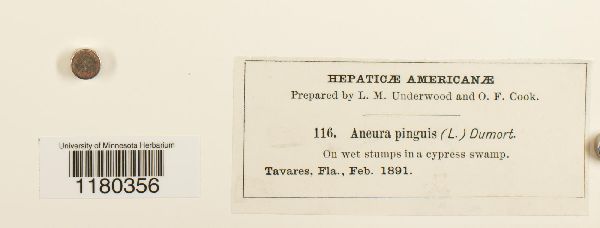 HEPATICÆ AMERICANÆ
Prepared by L. M. Underwood and O. F. Cook.
116. Aneura pinguis (L.) Dumort.
On wet stumps in a cypress swamp.
Tavares, Fla., Feb. 1891.
University of Minnesota Herbarium
1180356